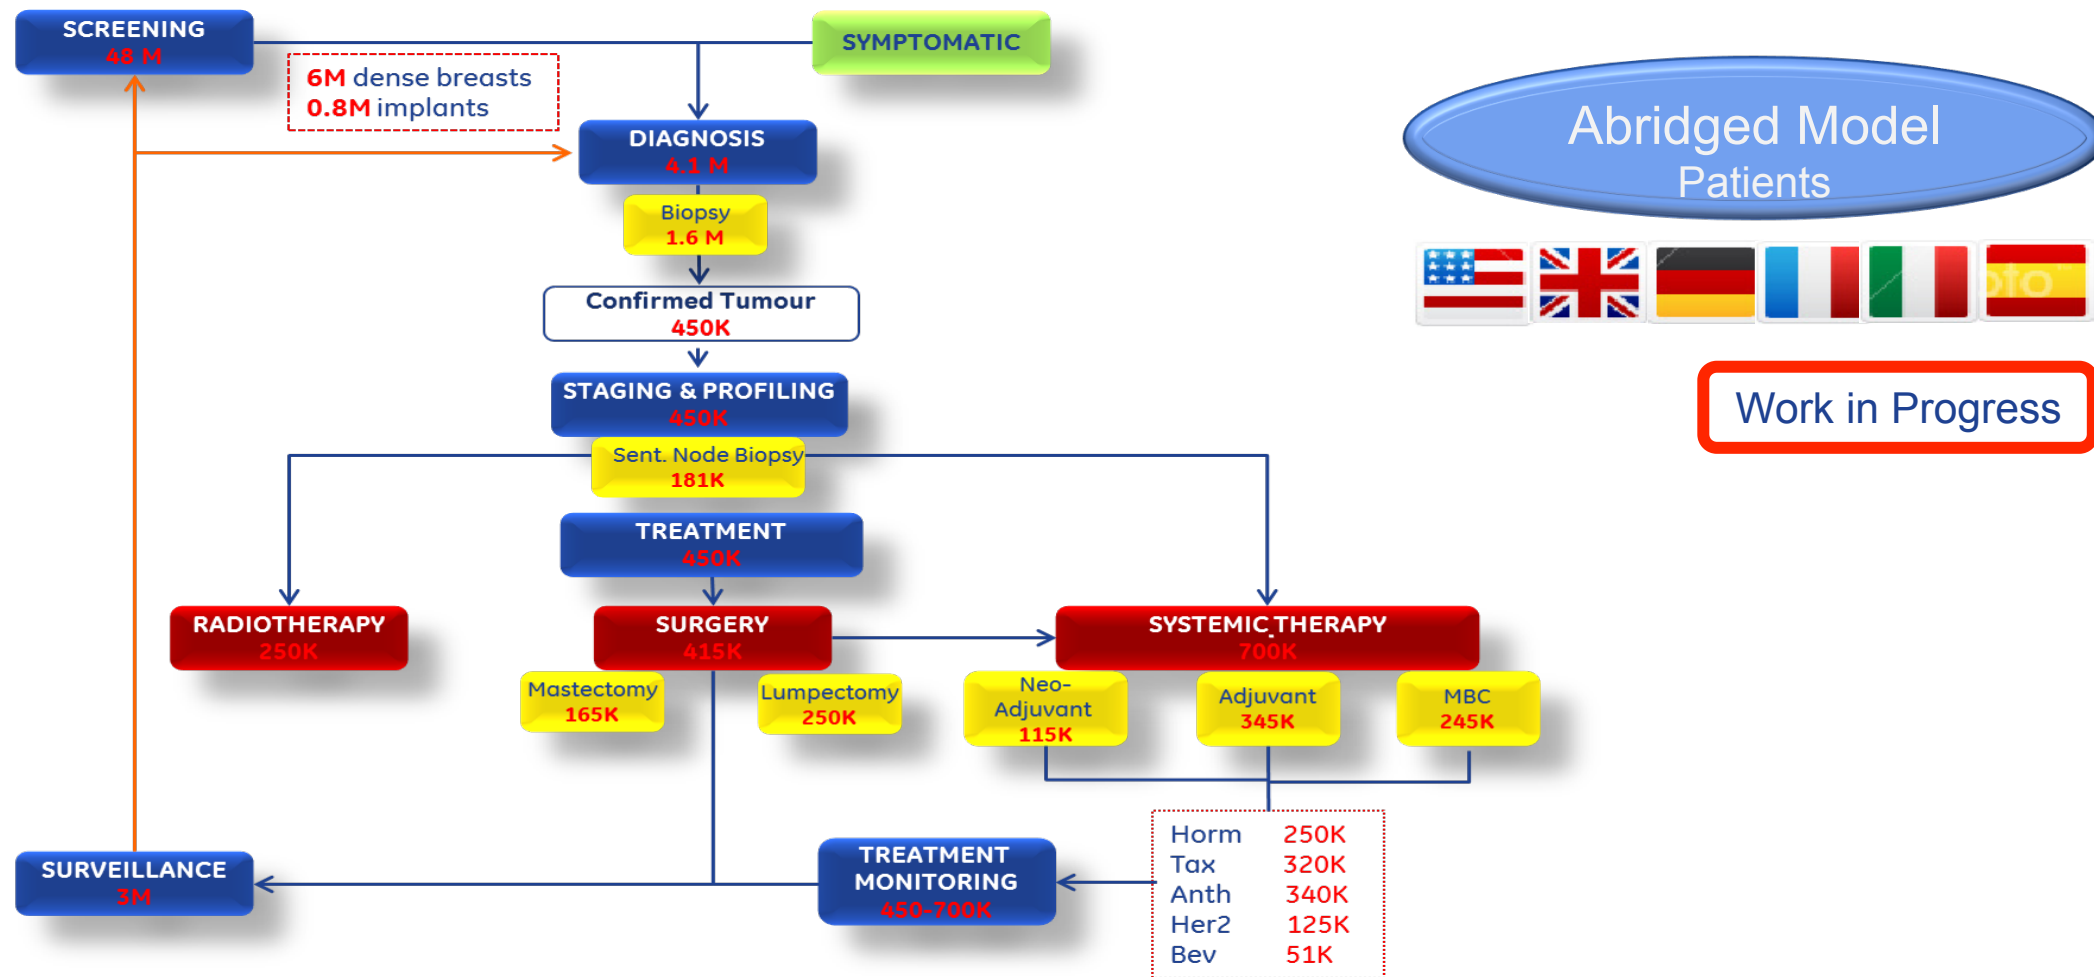 SCREENING
48 M
6M dense breasts
0.8M implants
SYMPTOMATIC
DIAGNOSIS
4.1 M
Biopsy
1.6 M
Confirmed Tumour
450K
STAGING & PROFILING
450K
Sent. Node Biopsy
181K
TREATMENT
450K
RADIOTHERAPY
250K
SURGERY
415K
SYSTEMIC THERAPY
700K
Mastectomy
165K
Lumpectomy
250K
Neo-
Adjuvant
115K
Adjuvant
345K
MBC
245K
Horm 250K
Tax 320K
Anth 340K
Her2 125K
Bev 51K
TREATMENT
MONITORING
450-700K
SURVEILLANCE
3M
Abridged Model
Patients
Work in Progress